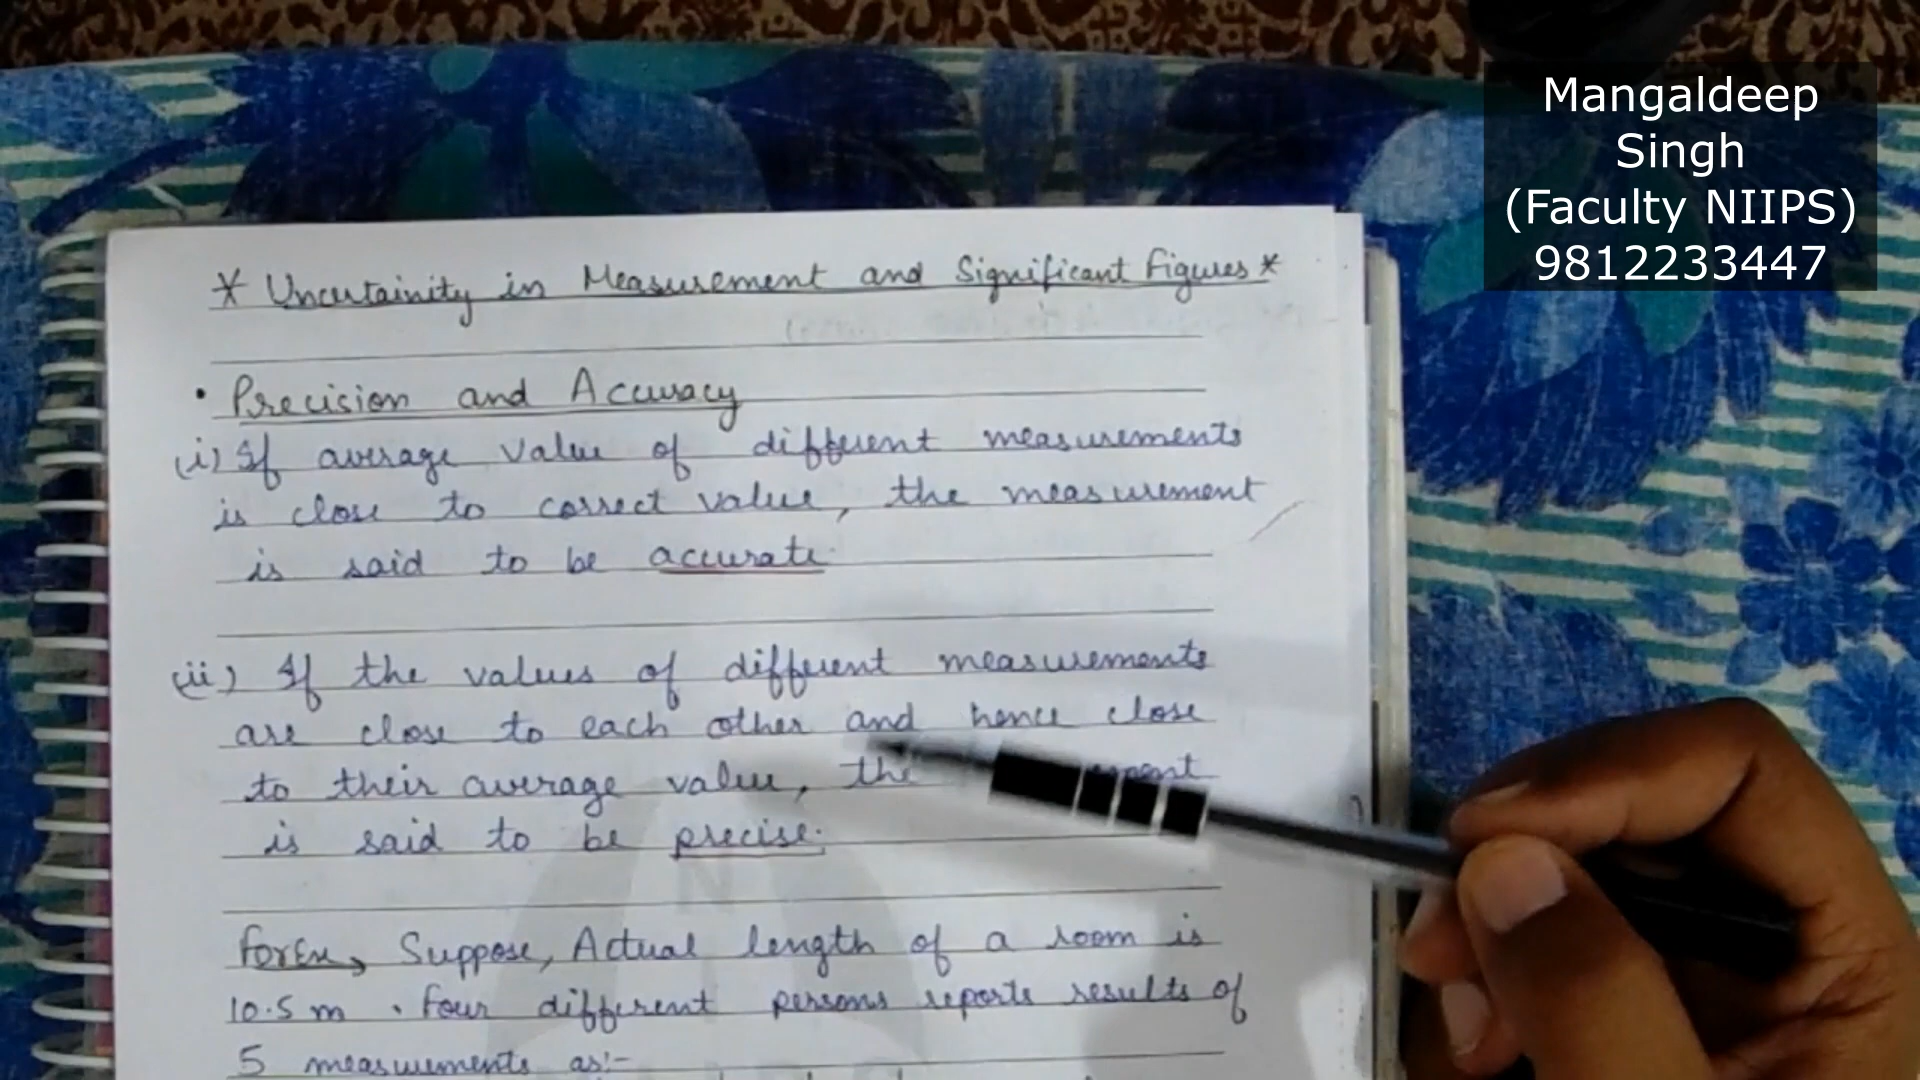 * Uncertainity in Measurement and Significant figures *
• Precision and Accuracy
(i) If average value of different measurements
is close to correct value, the measurement
is said to be accurate.
(ii) If the values of different measurements
are close to each other and hence close
to their average value, the
is said to be precise.
For Ex → Suppose, Actual length of a room is
10.5 m . Four different persons reports results of
5 measurements as:-
Mangaldeep
Singh
(Faculty NIIPS)
9812233447